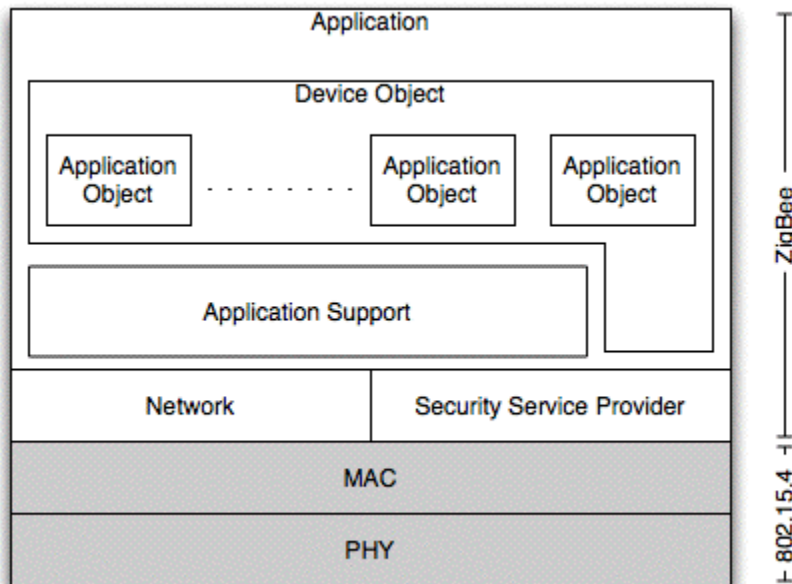 Application
Device Object
Application
Object
Application
Object
Application
Object
Application Support
Network
Security Service Provider
MAC
PHY
ZigBee
802.15.4